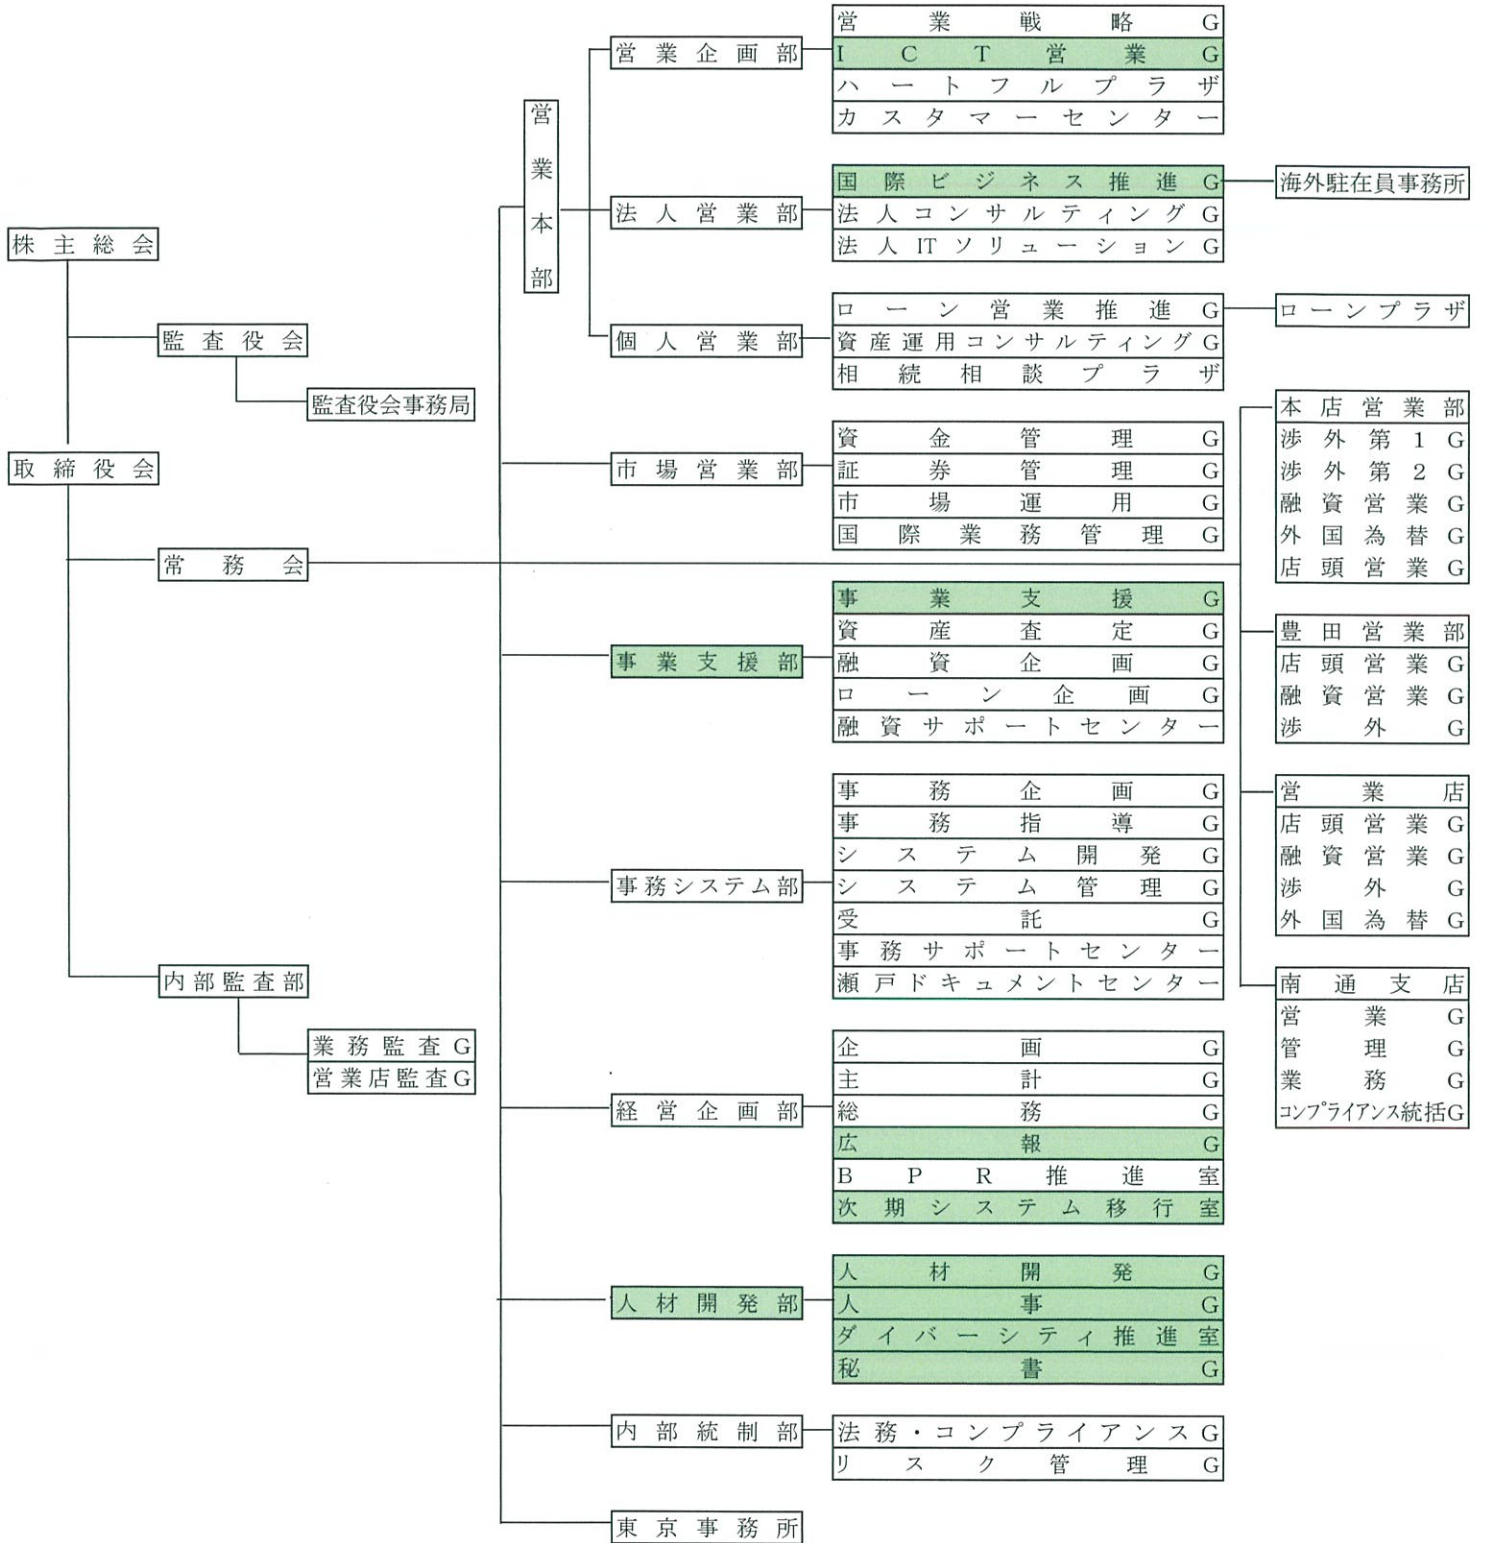 株主総会
監査役会
監査役会事務局
取締役会
常務会
内部監査部
業務監査G
営業店監査G
営業本部
営業企画部
営業戦略G
ICT営業G
ハートフルプラザ
カスタマーセンター
法人営業部
国際ビジネス推進G
海外駐在員事務所
法人コンサルティングG
法人ITソリューションG
個人営業部
ローン営業推進G
ローンプラザ
資産運用コンサルティングG
相続相談プラザ
市場営業部
資金管理G
証券管理G
市場運用G
国際業務管理G
事業支援部
事業支援G
資産査定G
融資企画G
ローン企画G
融資サポートセンター
事務システム部
事務企画G
事務指導G
システム開発G
システム管理G
受託G
事務サポートセンター
瀬戸ドキュメントセンター
経営企画部
企画G
主計G
総務G
広報G
BPR推進室
次期システム移行室
人材開発部
人材開発G
人事G
ダイバーシティ推進室
秘書G
内部統制部
法務・コンプライアンスG
リスク管理G
東京事務所
本店営業部
渉外第1G
渉外第2G
融資営業G
外国為替G
店頭営業G
豊田営業部
店頭営業G
融資営業G
渉外G
営業店
店頭営業G
融資営業G
渉外G
外国為替G
南通支店
営業G
管理G
業務G
コンプライアンス統括G